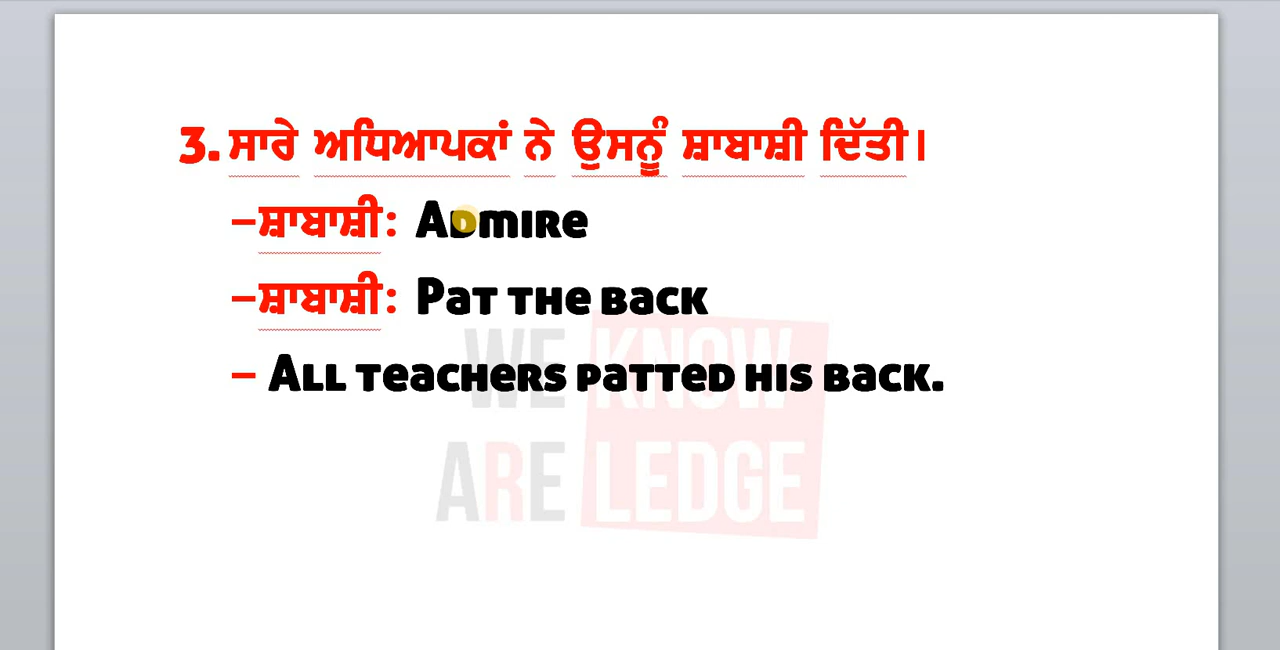 3. ਸਾਰੇ ਅਧਿਆਪਕਾਂ ਨੇ ਉਸਨੂੰ ਸ਼ਾਬਾਸ਼ੀ ਦਿੱਤੀ।
–ਸ਼ਾਬਾਸ਼ੀ: Admire
–ਸ਼ਾਬਾਸ਼ੀ: Pat the back
– All teachers patted his back.
WE KNOW
ARE LEDGE